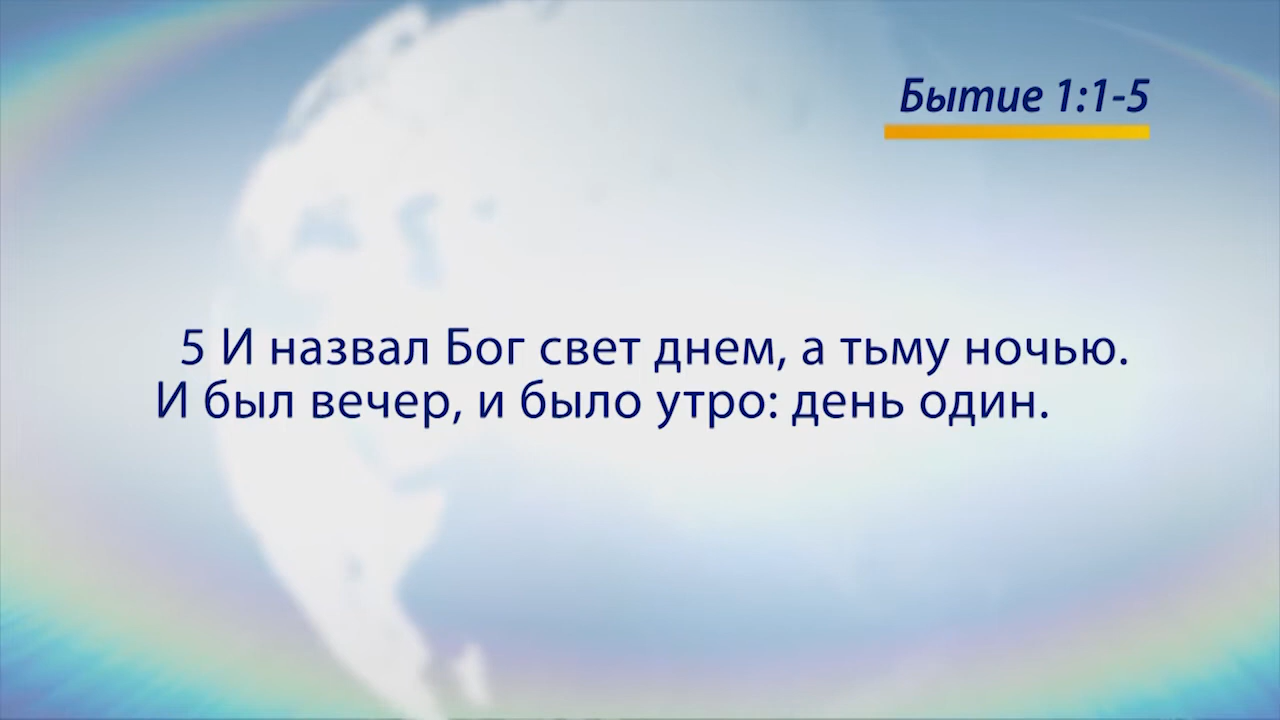 Бытие 1:1-5
5 И назвал Бог свет днем, а тьму ночью.
И был вечер, и было утро: день один.